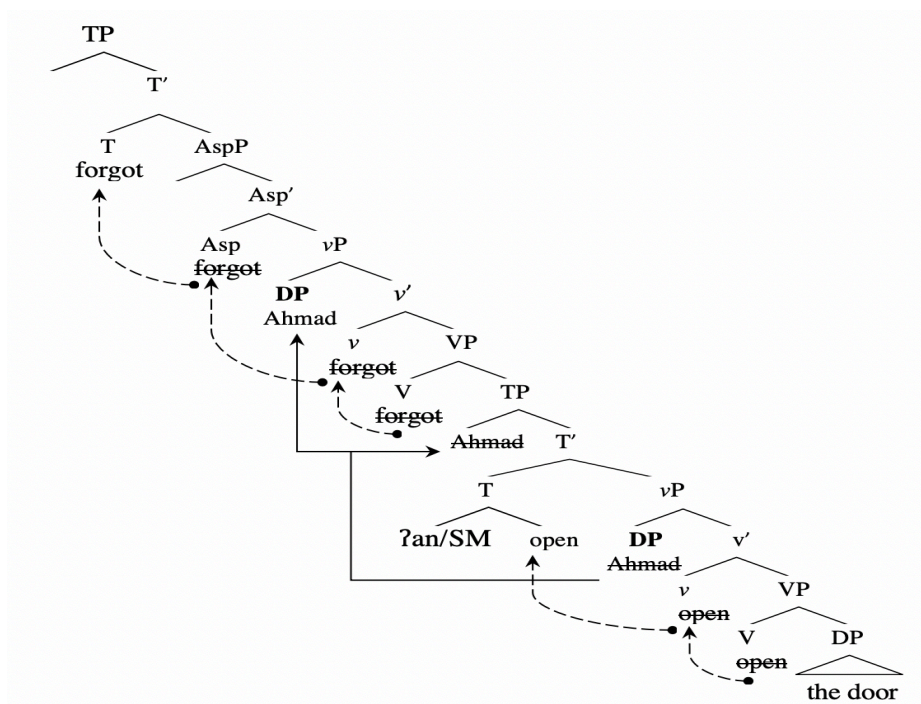 TP
T′
T AspP
forgot
Asp′
Asp vP
forgot
DP v′
Ahmad
v VP
forgot
V TP
forgot
Ahmad T′
T vP
ʔan/SM open DP v′
Ahmad
v VP
open
V DP
open
the door